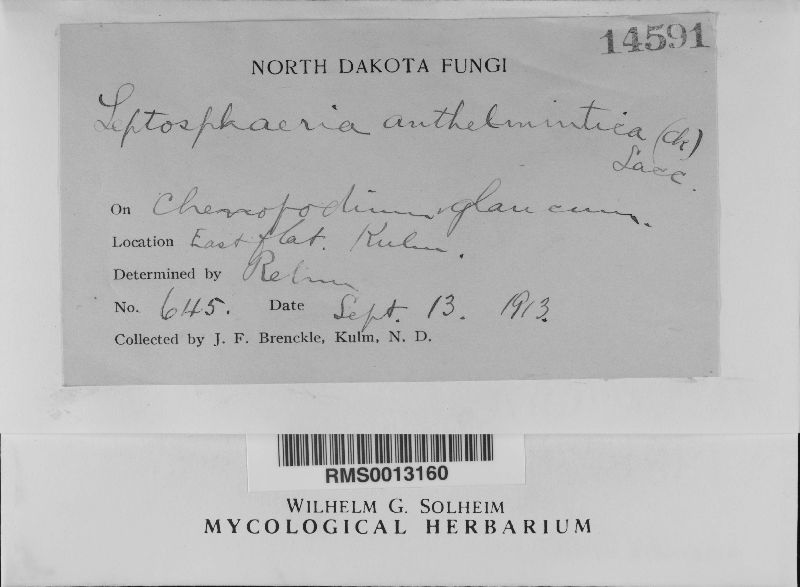 14591
NORTH DAKOTA FUNGI
Leptosphaeria anthelmintica (Ck)
Sacc.
On Chenopodium glaucum.
Location East flat. Kulm.
Determined by Rehm
No. 645. Date Sept. 13. 1913.
Collected by J. F. Brenckle, Kulm, N. D.
RMS0013160
WILHELM G. SOLHEIM
MYCOLOGICAL HERBARIUM